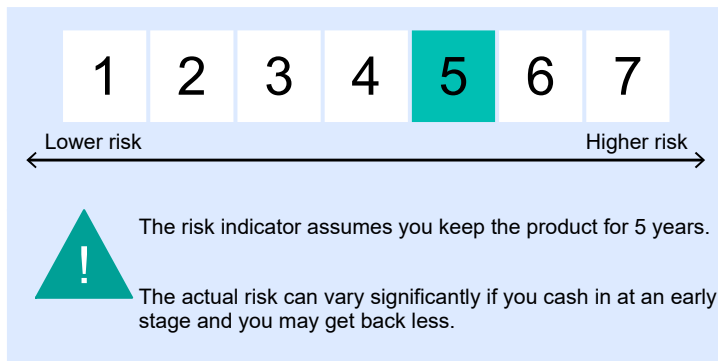 1 2 3 4 5 6 7
Lower risk Higher risk
The risk indicator assumes you keep the product for 5 years.
!
The actual risk can vary significantly if you cash in at an early
stage and you may get back less.